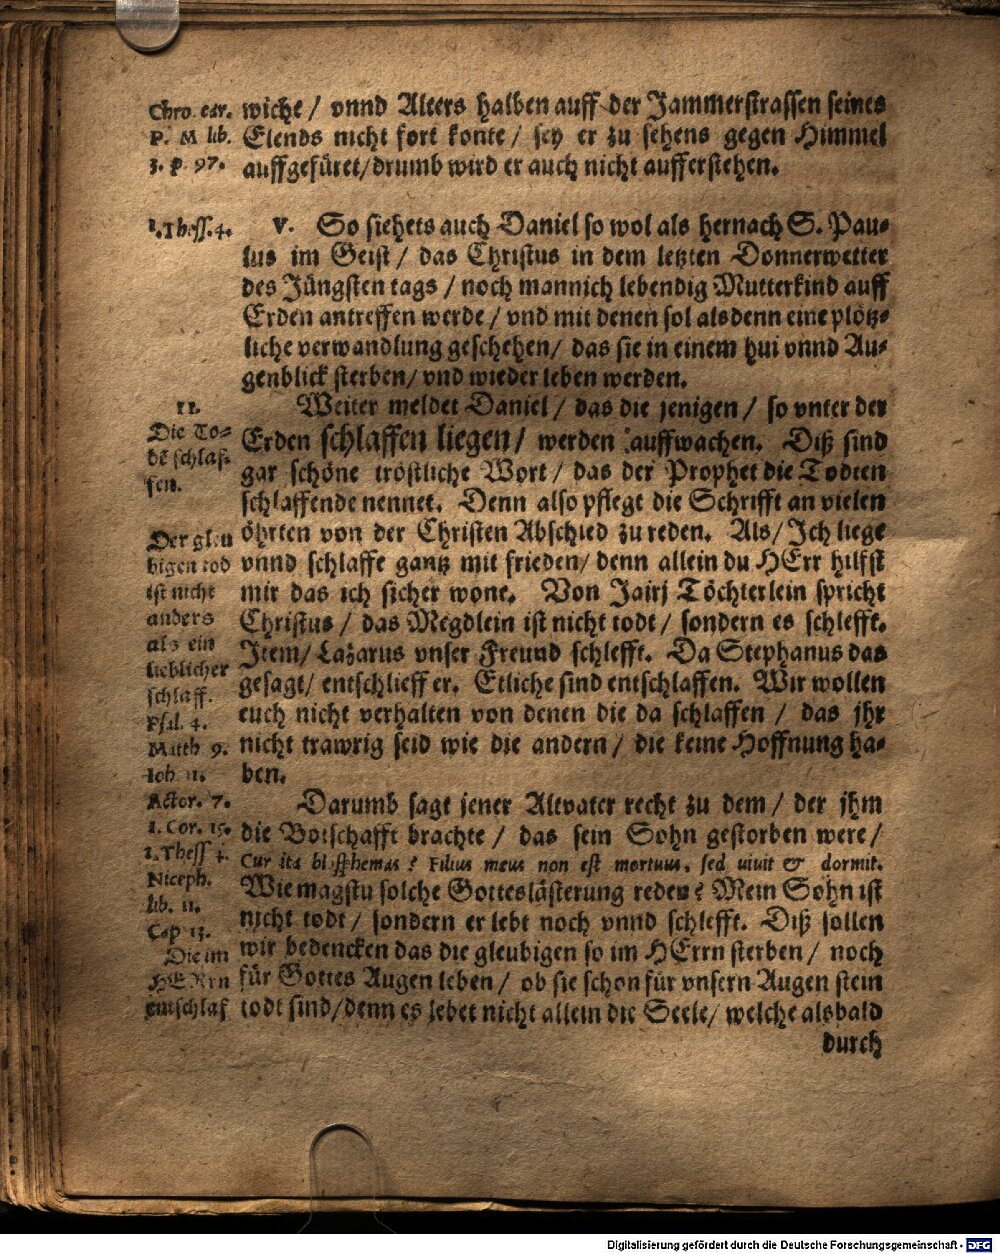 Chro. car.
P. M lib.
3. p. 97.
wiche / vnnd Alters halben auff der Jammerstrassen seines
Elends nicht fort konte / sey er zu sehens gegen Himmel
auffgefüret / drumb wird er auch nicht aufferstehen.
1. Thess. 4.
V. So siehets auch Daniel so wol als hernach S. Pau-
lus im Geist / das Christus in dem letzten Donnerwetter
des Jüngsten tags / noch mannich lebendig Mutterkind auff
Erden antreffen werde / vnd mit denen sol alsdenn eine plötz-
liche verwandlung geschehen / das sie in einem hui vnnd Au-
genblick sterben / vnd wieder leben werden.
11.
Die To-
dẽ schlaf-
fen.
Weiter meldet Daniel / das die jenigen / so vnter der
Erden schlaffen liegen / werden auffwachen. Diß sind
gar schöne tröstliche Wort / das der Prophet die Todten
schlaffende nennet. Denn also pflegt die Schrifft an vielen
Der gleu
bigen tod
ist nicht
anders
als ein
lieblicher
schlaff.
Psal. 4.
Matth 9.
Ioh. 11.
öhrten von der Christen Abschied zu reden. Als / Ich liege
vnnd schlaffe gantz mit frieden / denn allein du HErr hilfst
mir das ich sicher wone. Von Jairj Töchterlein spricht
Christus / das Megdlein ist nicht todt / sondern es schlefft.
Item / Lazarus vnser Freund schlefft. Da Stephanus das
gesagt / entschlieff er. Etliche sind entschlaffen. Wir wollen
euch nicht verhalten von denen die da schlaffen / das jhr
nicht trawrig seid wie die andern / die keine Hoffnung ha-
ben.
Actor. 7.
1. Cor. 15.
1. Thess 4.
Niceph.
lib. 11.
Cap 13.
Die im
HERrn
entschlaf
Darumb sagt jener Altvater recht zu dem / der jhm
die Botschafft brachte / das sein Sohn gestorben were /
Cur ita blasphemas? Filius meus non est mortuus, sed uiuit & dormit.
Wie magstu solche Gotteslästerung reden? Mein Sohn ist
nicht todt / sondern er lebt noch vnnd schlefft. Diß sollen
wir bedencken das die gleubigen so im HErrn sterben / noch
für Gottes Augen leben / ob sie schon für vnsern Augen stein
todt sind / denn es lebet nicht allein die Seele / welche alsbald
durch
Digitalisierung gefördert durch die Deutsche Forschungsgemeinschaft - DFG